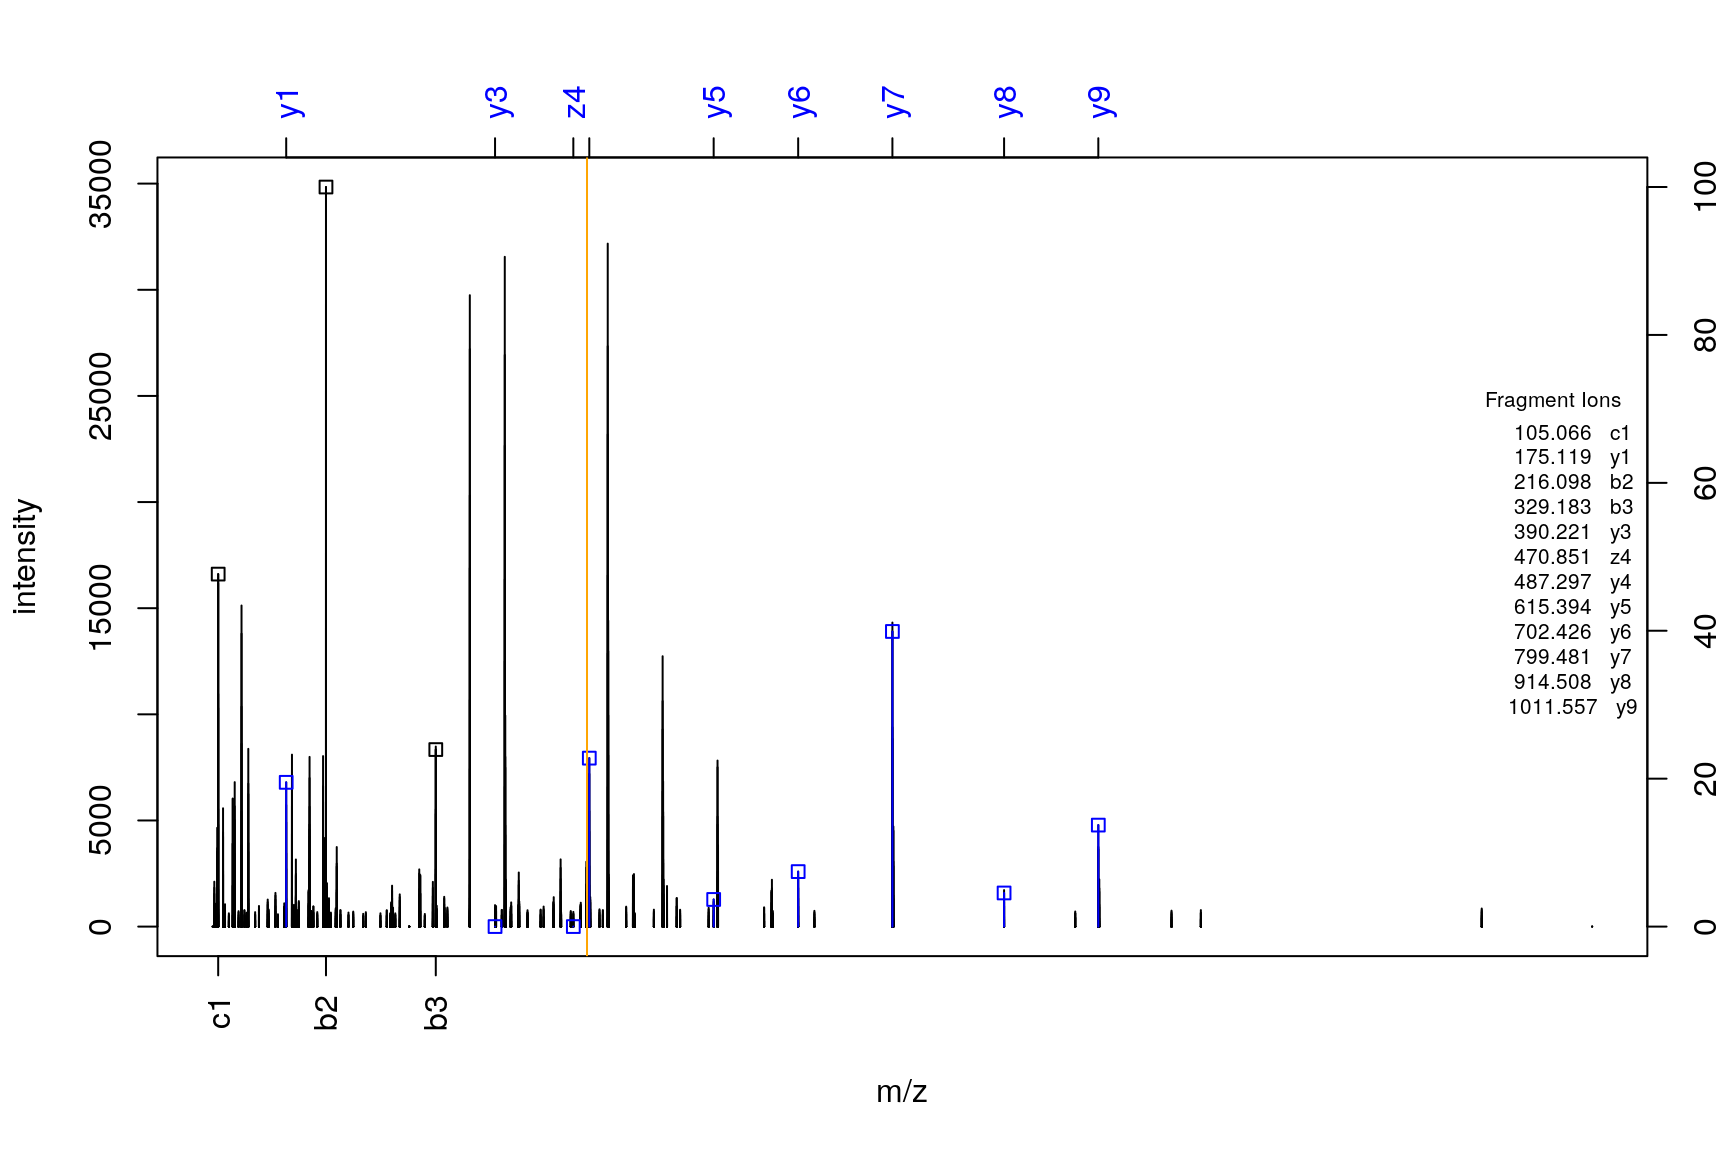 y1 y3 z4 y5 y6 y7 y8 y9
35000
25000
15000
5000
0
intensity
100
80
60
40
20
0
Fragment Ions
105.066 c1
175.119 y1
216.098 b2
329.183 b3
390.221 y3
470.851 z4
487.297 y4
615.394 y5
702.426 y6
799.481 y7
914.508 y8
1011.557 y9
c1 b2 b3
m/z